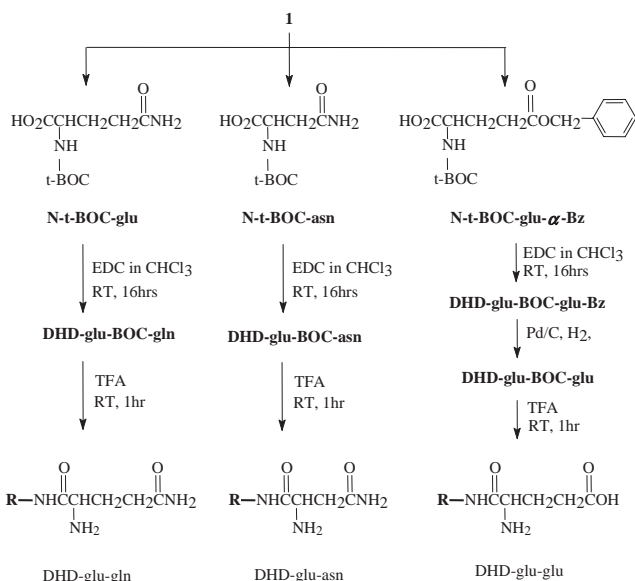 1
O
HO2CCHCH2CH2CNH2
NH
t-BOC
N-t-BOC-glu
EDC in CHCl3
RT, 16hrs
DHD-glu-BOC-gln
TFA
RT, 1hr
O O
R—NHCCHCH2CH2CNH2
NH2
DHD-glu-gln
O
HO2CCHCH2CNH2
NH
t-BOC
N-t-BOC-asn
EDC in CHCl3
RT, 16hrs
DHD-glu-BOC-asn
TFA
RT, 1hr
O O
R—NHCCHCH2CNH2
NH2
DHD-glu-asn
O
HO2CCHCH2CH2COCH2
NH
t-BOC
N-t-BOC-glu-α-Bz
EDC in CHCl3
RT, 16hrs
DHD-glu-BOC-glu-Bz
Pd/C, H2,
DHD-glu-BOC-glu
TFA
RT, 1hr
O O
R—NHCCHCH2CH2COH
NH2
DHD-glu-glu